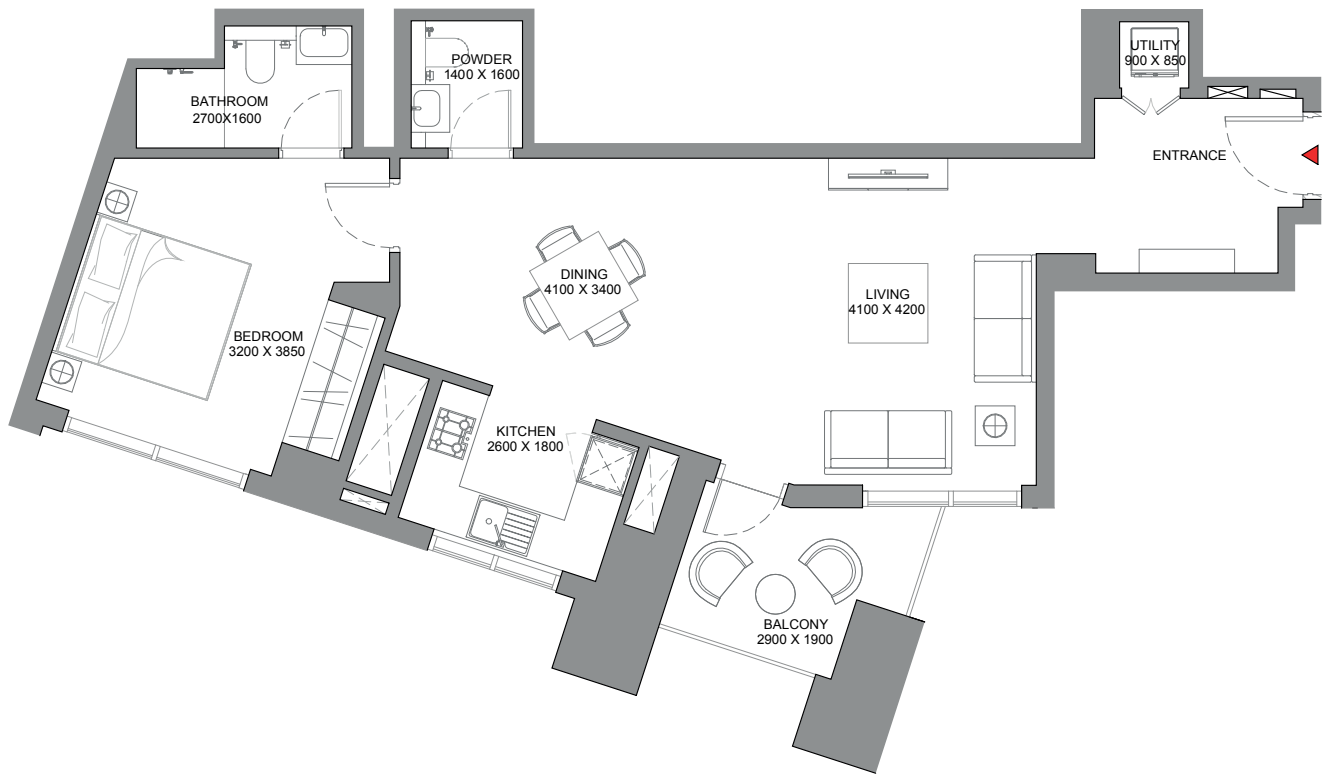 POWDER
1400 X 1600
UTILITY
900 X 850
BATHROOM
2700X1600
ENTRANCE
DINING
4100 X 3400
LIVING
4100 X 4200
BEDROOM
3200 X 3850
KITCHEN
2600 X 1800
BALCONY
2900 X 1900